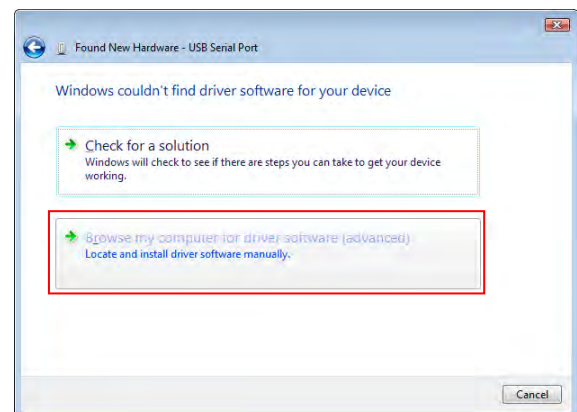 Found New Hardware - USB Serial Port
Windows couldn't find driver software for your device
Check for a solution
Windows will check to see if there are steps you can take to get your device
working.
Browse my computer for driver software (advanced)
Locate and install driver software manually.
Cancel